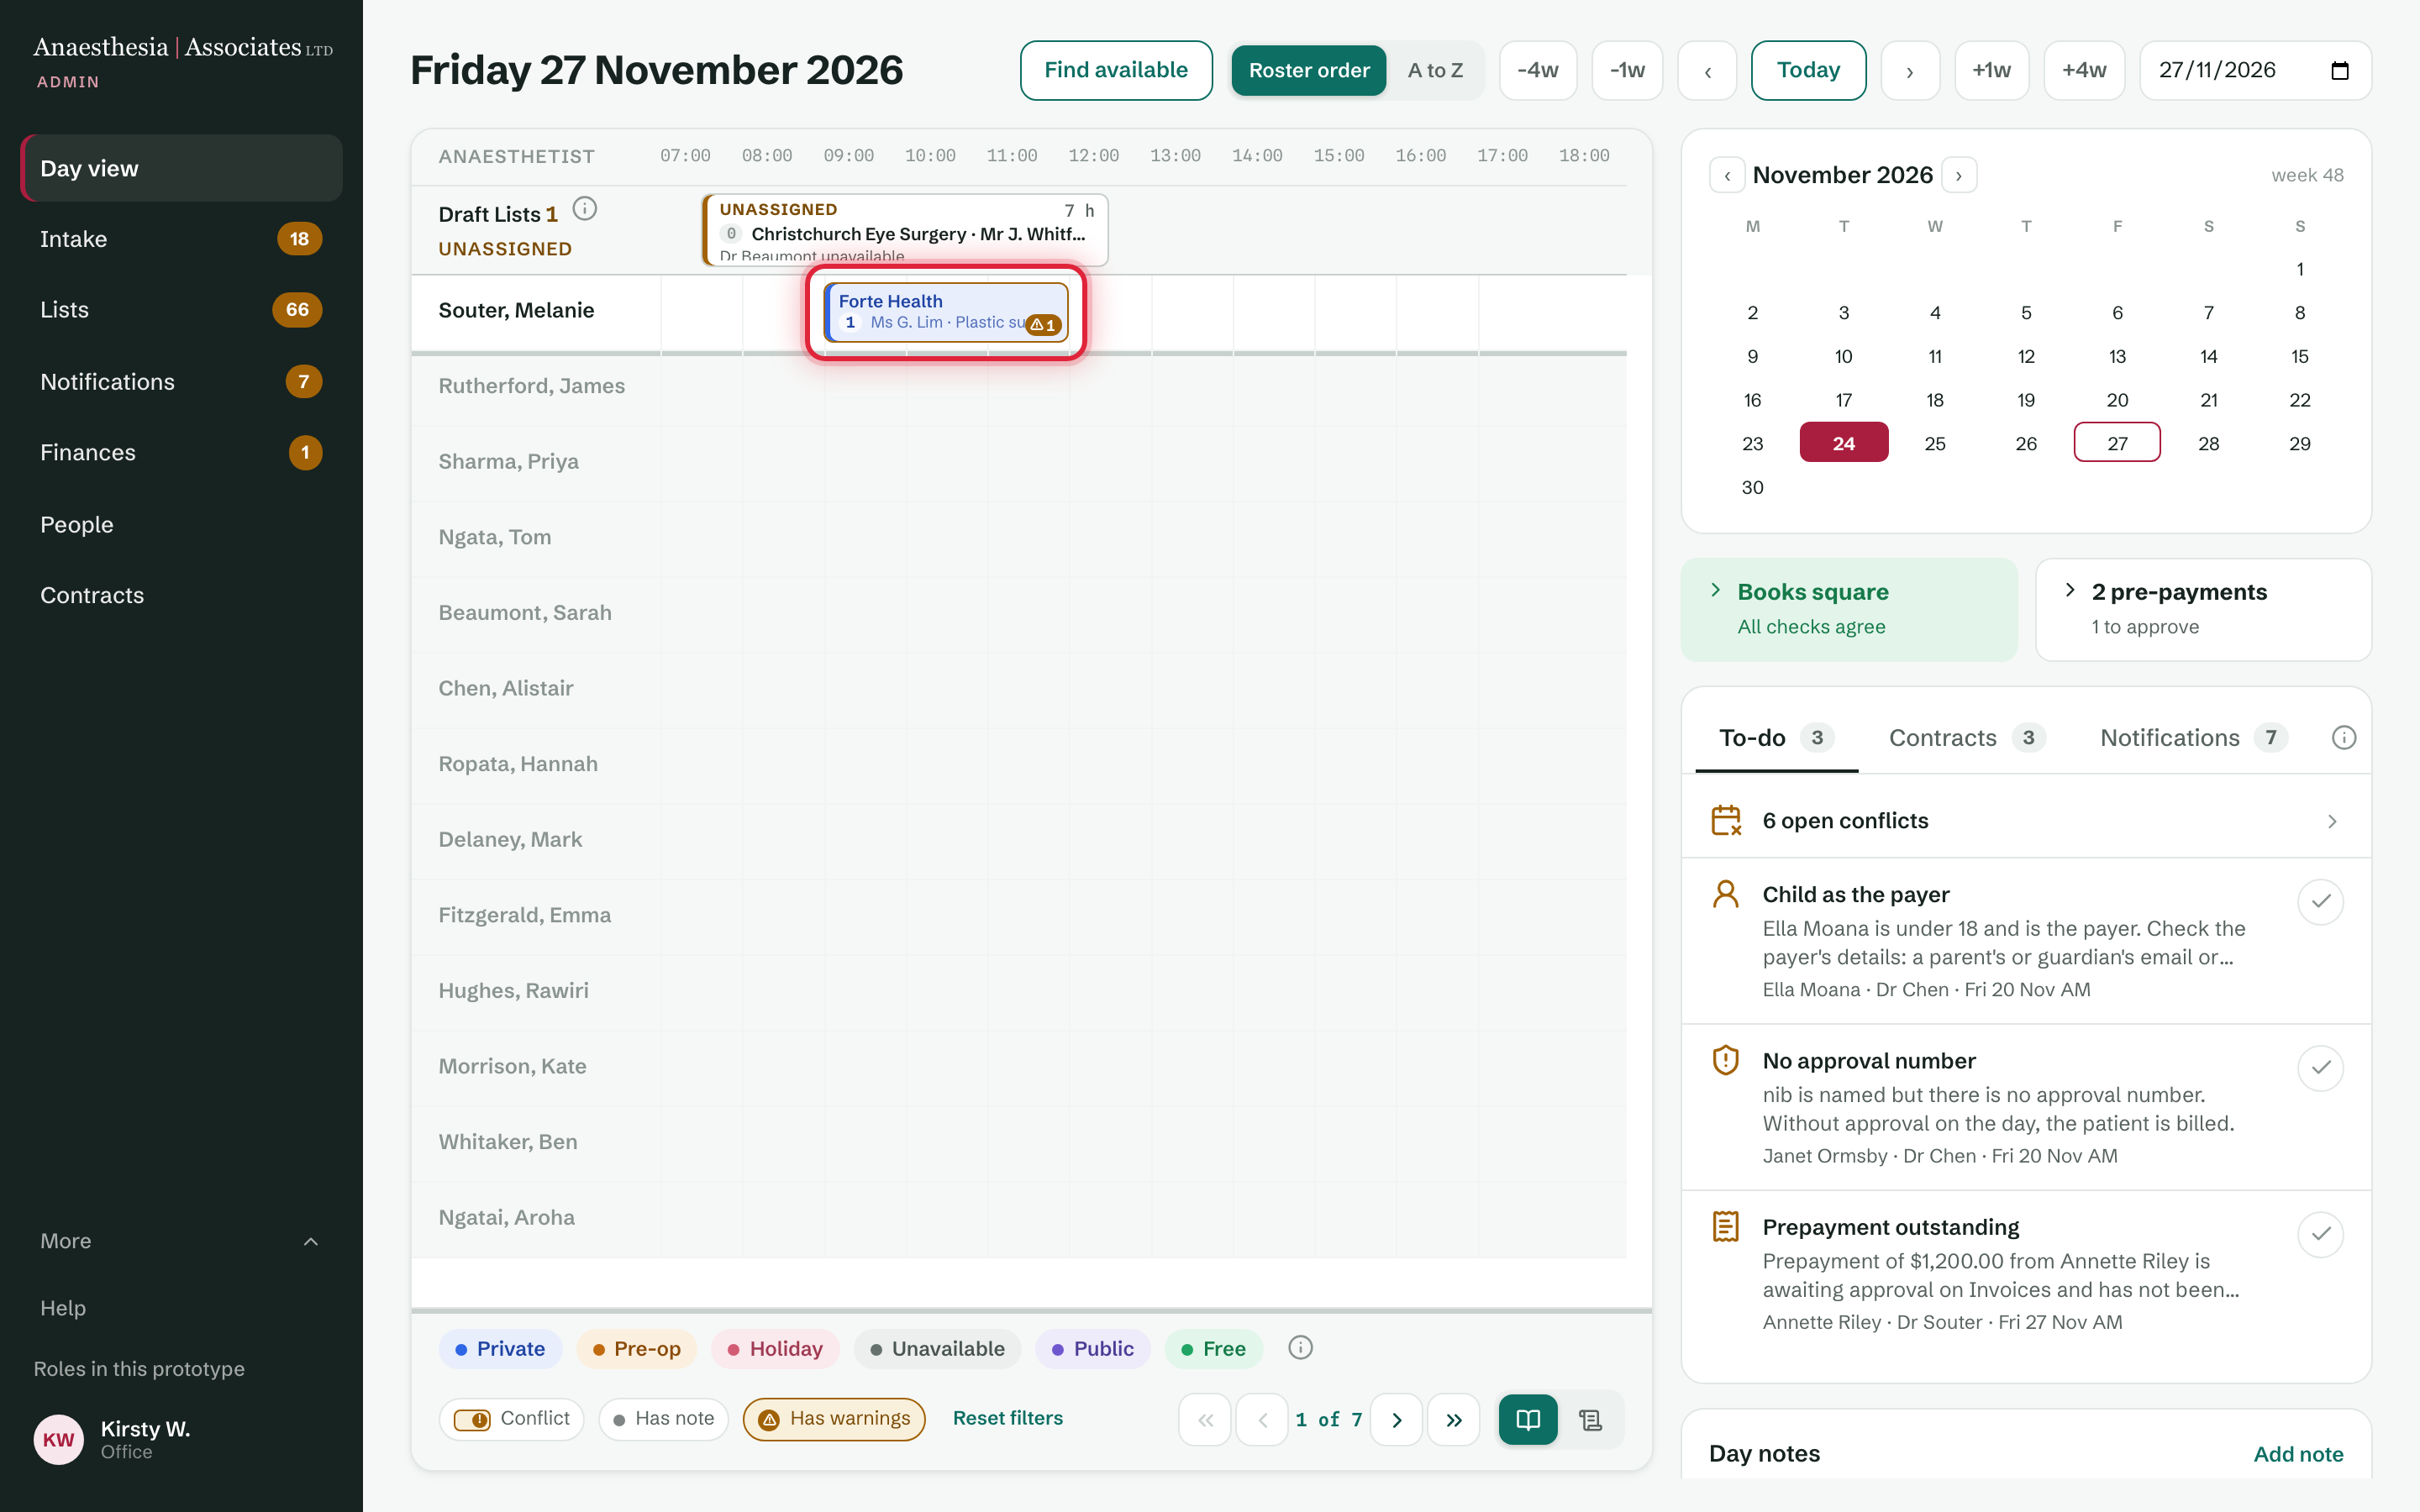 Anaesthesia | Associates LTD
ADMIN
Day view
Intake 18
Lists 66
Notifications 7
Finances 1
People
Contracts
More
Help
Roles in this prototype
KW
Kirsty W.
Office
Friday 27 November 2026
Find available
Roster order
A to Z
-4w
-1w
‹
Today
›
+1w
+4w
27/11/2026
ANAESTHETIST 07:00 08:00 09:00 10:00 11:00 12:00 13:00 14:00 15:00 16:00 17:00 18:00
Draft Lists 1
UNASSIGNED
UNASSIGNED 7 h
0 Christchurch Eye Surgery · Mr J. Whitf...
Dr Beaumont unavailable
Souter, Melanie
Forte Health
1 Ms G. Lim · Plastic su
1
Rutherford, James
Sharma, Priya
Ngata, Tom
Beaumont, Sarah
Chen, Alistair
Ropata, Hannah
Delaney, Mark
Fitzgerald, Emma
Hughes, Rawiri
Morrison, Kate
Whitaker, Ben
Ngatai, Aroha
Private
Pre-op
Holiday
Unavailable
Public
Free
Conflict
Has note
Has warnings
Reset filters
« ‹ 1 of 7 › »
‹ November 2026 › week 48
M T W T F S S
1
2 3 4 5 6 7 8
9 10 11 12 13 14 15
16 17 18 19 20 21 22
23 24 25 26 27 28 29
30
Books square
All checks agree
2 pre-payments
1 to approve
To-do 3
Contracts 3
Notifications 7
6 open conflicts
Child as the payer
Ella Moana is under 18 and is the payer. Check the
payer's details: a parent's or guardian's email or...
Ella Moana · Dr Chen · Fri 20 Nov AM
No approval number
nib is named but there is no approval number.
Without approval on the day, the patient is billed.
Janet Ormsby · Dr Chen · Fri 20 Nov AM
Prepayment outstanding
Prepayment of $1,200.00 from Annette Riley is
awaiting approval on Invoices and has not been...
Annette Riley · Dr Souter · Fri 27 Nov AM
Day notes
Add note